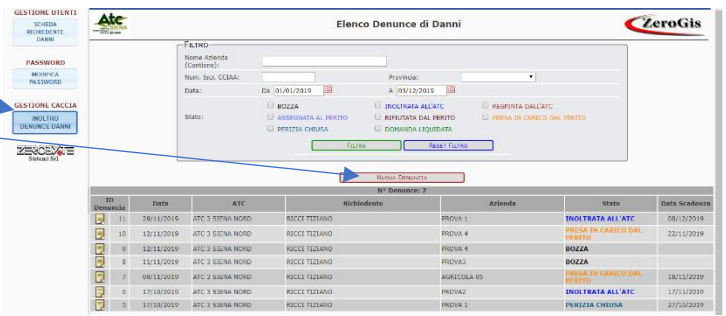 GESTIONE UTENTI
SCHEDA
RICHIEDENTE
DANNI
PASSWORD
MODIFICA
PASSWORD
GESTIONE CACCIA
INOLTRO
DENUNCE DANNI
ZEROBYTE
Sistemi Srl
Atc
SIENA
Elenco Denunce di Danni
ZeroGis
FILTRO
Nome Azienda
(Contiene):
Num. Iscr. CCIAA: Provincia:
Data: Da 01/01/2019 A 03/12/2019
Stato:
BOZZA INOLTRATA ALL'ATC RESPINTA DALL'ATC
ASSEGNATA AL PERITO RIFIUTATA DAL PERITO PRESA IN CARICO DAL PERITO
PERIZIA CHIUSA DOMANDA LIQUIDATA
FILTRA RESET FILTRO
NUOVA DENUNCIA
N° Denunce: 7
ID Denuncia Data ATC Richiedente Azienda Stato Data Scadenza
11 28/11/2019 ATC 3 SIENA NORD RICCI TIZIANO PROVA 1 INOLTRATA ALL'ATC 08/12/2019
10 12/11/2019 ATC 3 SIENA NORD RICCI TIZIANO PROVA 4 PRESA IN CARICO DAL PERITO 22/11/2019
9 12/11/2019 ATC 3 SIENA NORD RICCI TIZIANO PROVA 4 BOZZA
8 11/11/2019 ATC 3 SIENA NORD RICCI TIZIANO PROVA3 BOZZA
7 08/11/2019 ATC 3 SIENA NORD RICCI TIZIANO AGRICOLA 05 PRESA IN CARICO DAL PERITO 18/11/2019
6 17/10/2019 ATC 3 SIENA NORD RICCI TIZIANO PROVA2 INOLTRATA ALL'ATC 17/11/2019
5 17/10/2019 ATC 3 SIENA NORD RICCI TIZIANO PROVA 1 PERIZIA CHIUSA 27/10/2019